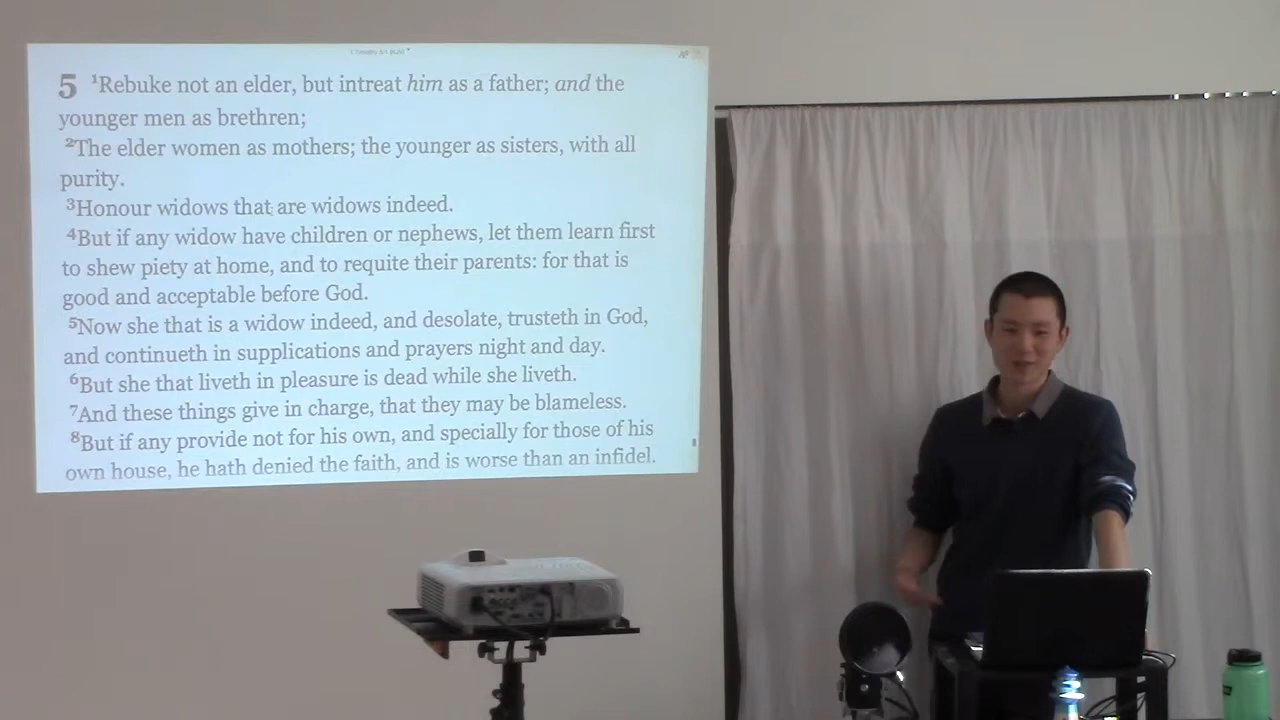 5 ¹Rebuke not an elder, but intreat him as a father; and the
younger men as brethren;
²The elder women as mothers; the younger as sisters, with all
purity.
³Honour widows that are widows indeed.
⁴But if any widow have children or nephews, let them learn first
to shew piety at home, and to requite their parents: for that is
good and acceptable before God.
⁵Now she that is a widow indeed, and desolate, trusteth in God,
and continueth in supplications and prayers night and day.
⁶But she that liveth in pleasure is dead while she liveth.
⁷And these things give in charge, that they may be blameless.
⁸But if any provide not for his own, and specially for those of his
own house, he hath denied the faith, and is worse than an infidel.